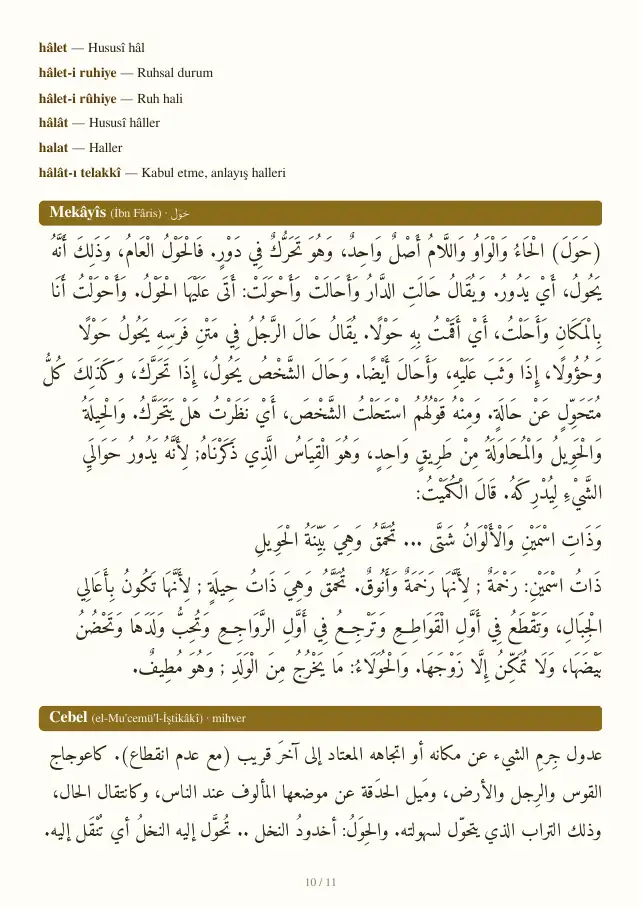 hâlet — Hususî hâl
hâlet-i ruhiye — Ruhsal durum
hâlet-i rûhiye — Ruh hali
hâlât — Hususî hâller
halat — Haller
hâlât-ı telakkî — Kabul etme, anlayış halleri
Mekâyîs (İbn Fâris) · حَوَلَ
(حَوَلَ) الْحَاءُ وَالْوَاوُ وَاللَّامُ أَصْلٌ وَاحِدٌ، وَهُوَ تَحَرُّكٌ فِي دَوْرٍ. فَالْحَوْلُ الْعَامُ، وَذَلِكَ أَنَّهُ
يَحُولُ، أَيْ يَدُورُ. وَيُقَالُ حَالَتِ الدَّارُ وَأَحَالَتْ وَأَحْوَلَتْ: أَتَى عَلَيْهَا الْحَوْلُ. وَأَحْوَلْتُ أَنَا
بِالْمَكَانِ وَأَحَلْتُ، أَيْ أَقَمْتُ بِهِ حَوْلًا. يُقَالُ حَالَ الرَّجُلُ فِي مَتْنِ فَرَسِهِ يَحُولُ حَوْلًا
وَحُؤُولًا، إِذَا وَثَبَ عَلَيْهِ، وَأَحَالَ أَيْضًا. وَحَالَ الشَّخْصُ يَحُولُ، إِذَا تَحَرَّكَ، وَكَذَلِكَ كُلُّ
مُتَحَوِّلٍ عَنْ حَالَةٍ. وَمِنْهُ قَوْلُهُمُ اسْتَحَلْتُ الشَّخْصَ، أَيْ نَظَرْتُ هَلْ يَتَحَرَّكُ. وَالْحِيلَةُ
وَالْحَوِيلُ وَالْمُحَاوَلَةُ مِنْ طَرِيقٍ وَاحِدٍ، وَهُوَ الْقِيَاسُ الَّذِي ذَكَرْنَاهُ; لِأَنَّهُ يَدُورُ حَوَالَيِ
الشَّيْءِ لِيُدْرِكَهُ. قَالَ الْكُمَيْتُ:
وَذَاتِ اسْمَيْنِ وَالْأَلْوَانُ شَتَّى ... تُحَمَّقُ وَهِيَ بَيِّنَةُ الْحَوِيلِ
ذَاتُ اسْمَيْنِ: رَخْمَةٌ ; لِأَنَّهَا رَخَمَةٌ وَأَنُوقٌ. تُحَمَّقُ وَهِيَ ذَاتُ حِيلَةٍ ; لِأَنَّهَا تَكُونُ بِأَعَالِي
الْجِبَالِ، وَتَقْطَعُ فِي أَوَّلِ الْقَوَاطِعِ وَتَرْجِعُ فِي أَوَّلِ الرَّوَاجِعِ وَتُحِبُّ وَلَدَهَا وَتَحْضُنُ
بَيْضَهَا، وَلَا تُمَكِّنُ إِلَّا زَوْجَهَا. وَالْحُوَلَاءُ: مَا يَخْرُجُ مِنَ الْوَلَدِ ; وَهُوَ مُطِيفٌ.
Cebel (el-Mu'cemü'l-İştikâkî) · mihver
عدول جِرمِ الشيء عن مكانه أو اتجاهه المعتاد إلى آخرَ قريب (مع عدم انقطاع). كاعوجاج
القوس والرِجل والأرض، ومَيل الحدَقة عن موضعها المألوف عند الناس، وكانتقال الحال،
وذلك التراب الذي يتحوّل لسهولته. والحِوَلُ: أخدودُ النخل .. تُحوَّل إليه النخلُ أي تُنْقَل إليه.
10 / 11